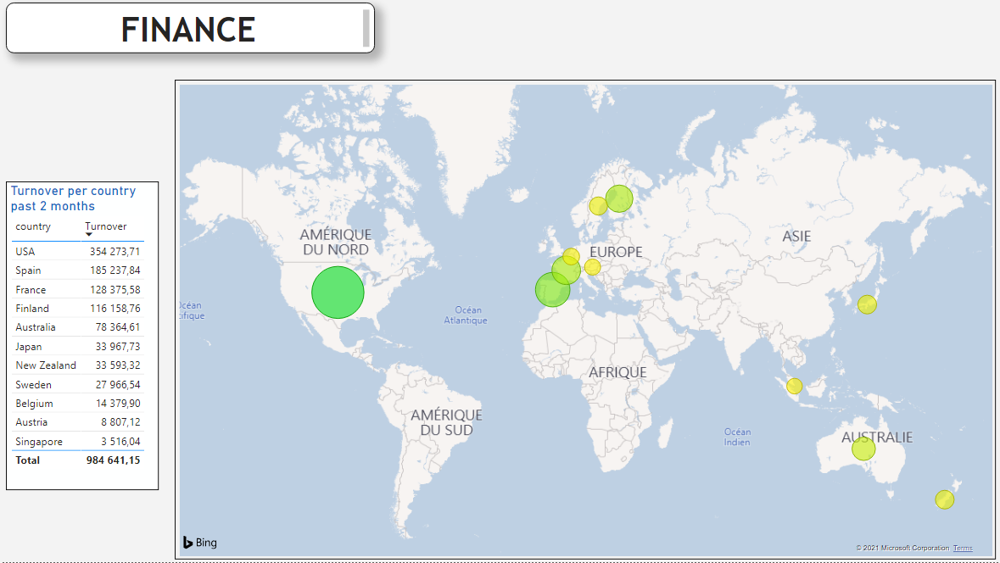 FINANCE
Turnover per country
past 2 months
country Turnover
USA 354 273,71
Spain 185 237,84
France 128 375,58
Finland 116 158,76
Australia 78 364,61
Japan 33 967,73
New Zealand 33 593,32
Sweden 27 966,54
Belgium 14 379,90
Austria 8 807,12
Singapore 3 516,04
Total 984 641,15
AMÉRIQUE
DU NORD
EUROPE
ASIE
Océan
Atlantique
océan
cifique
AFRIQUE
AMÉRIQUE
DU SUD
Océan
Indien
AUSTRALIE
Bing
© 2021 Microsoft Corporation Terms